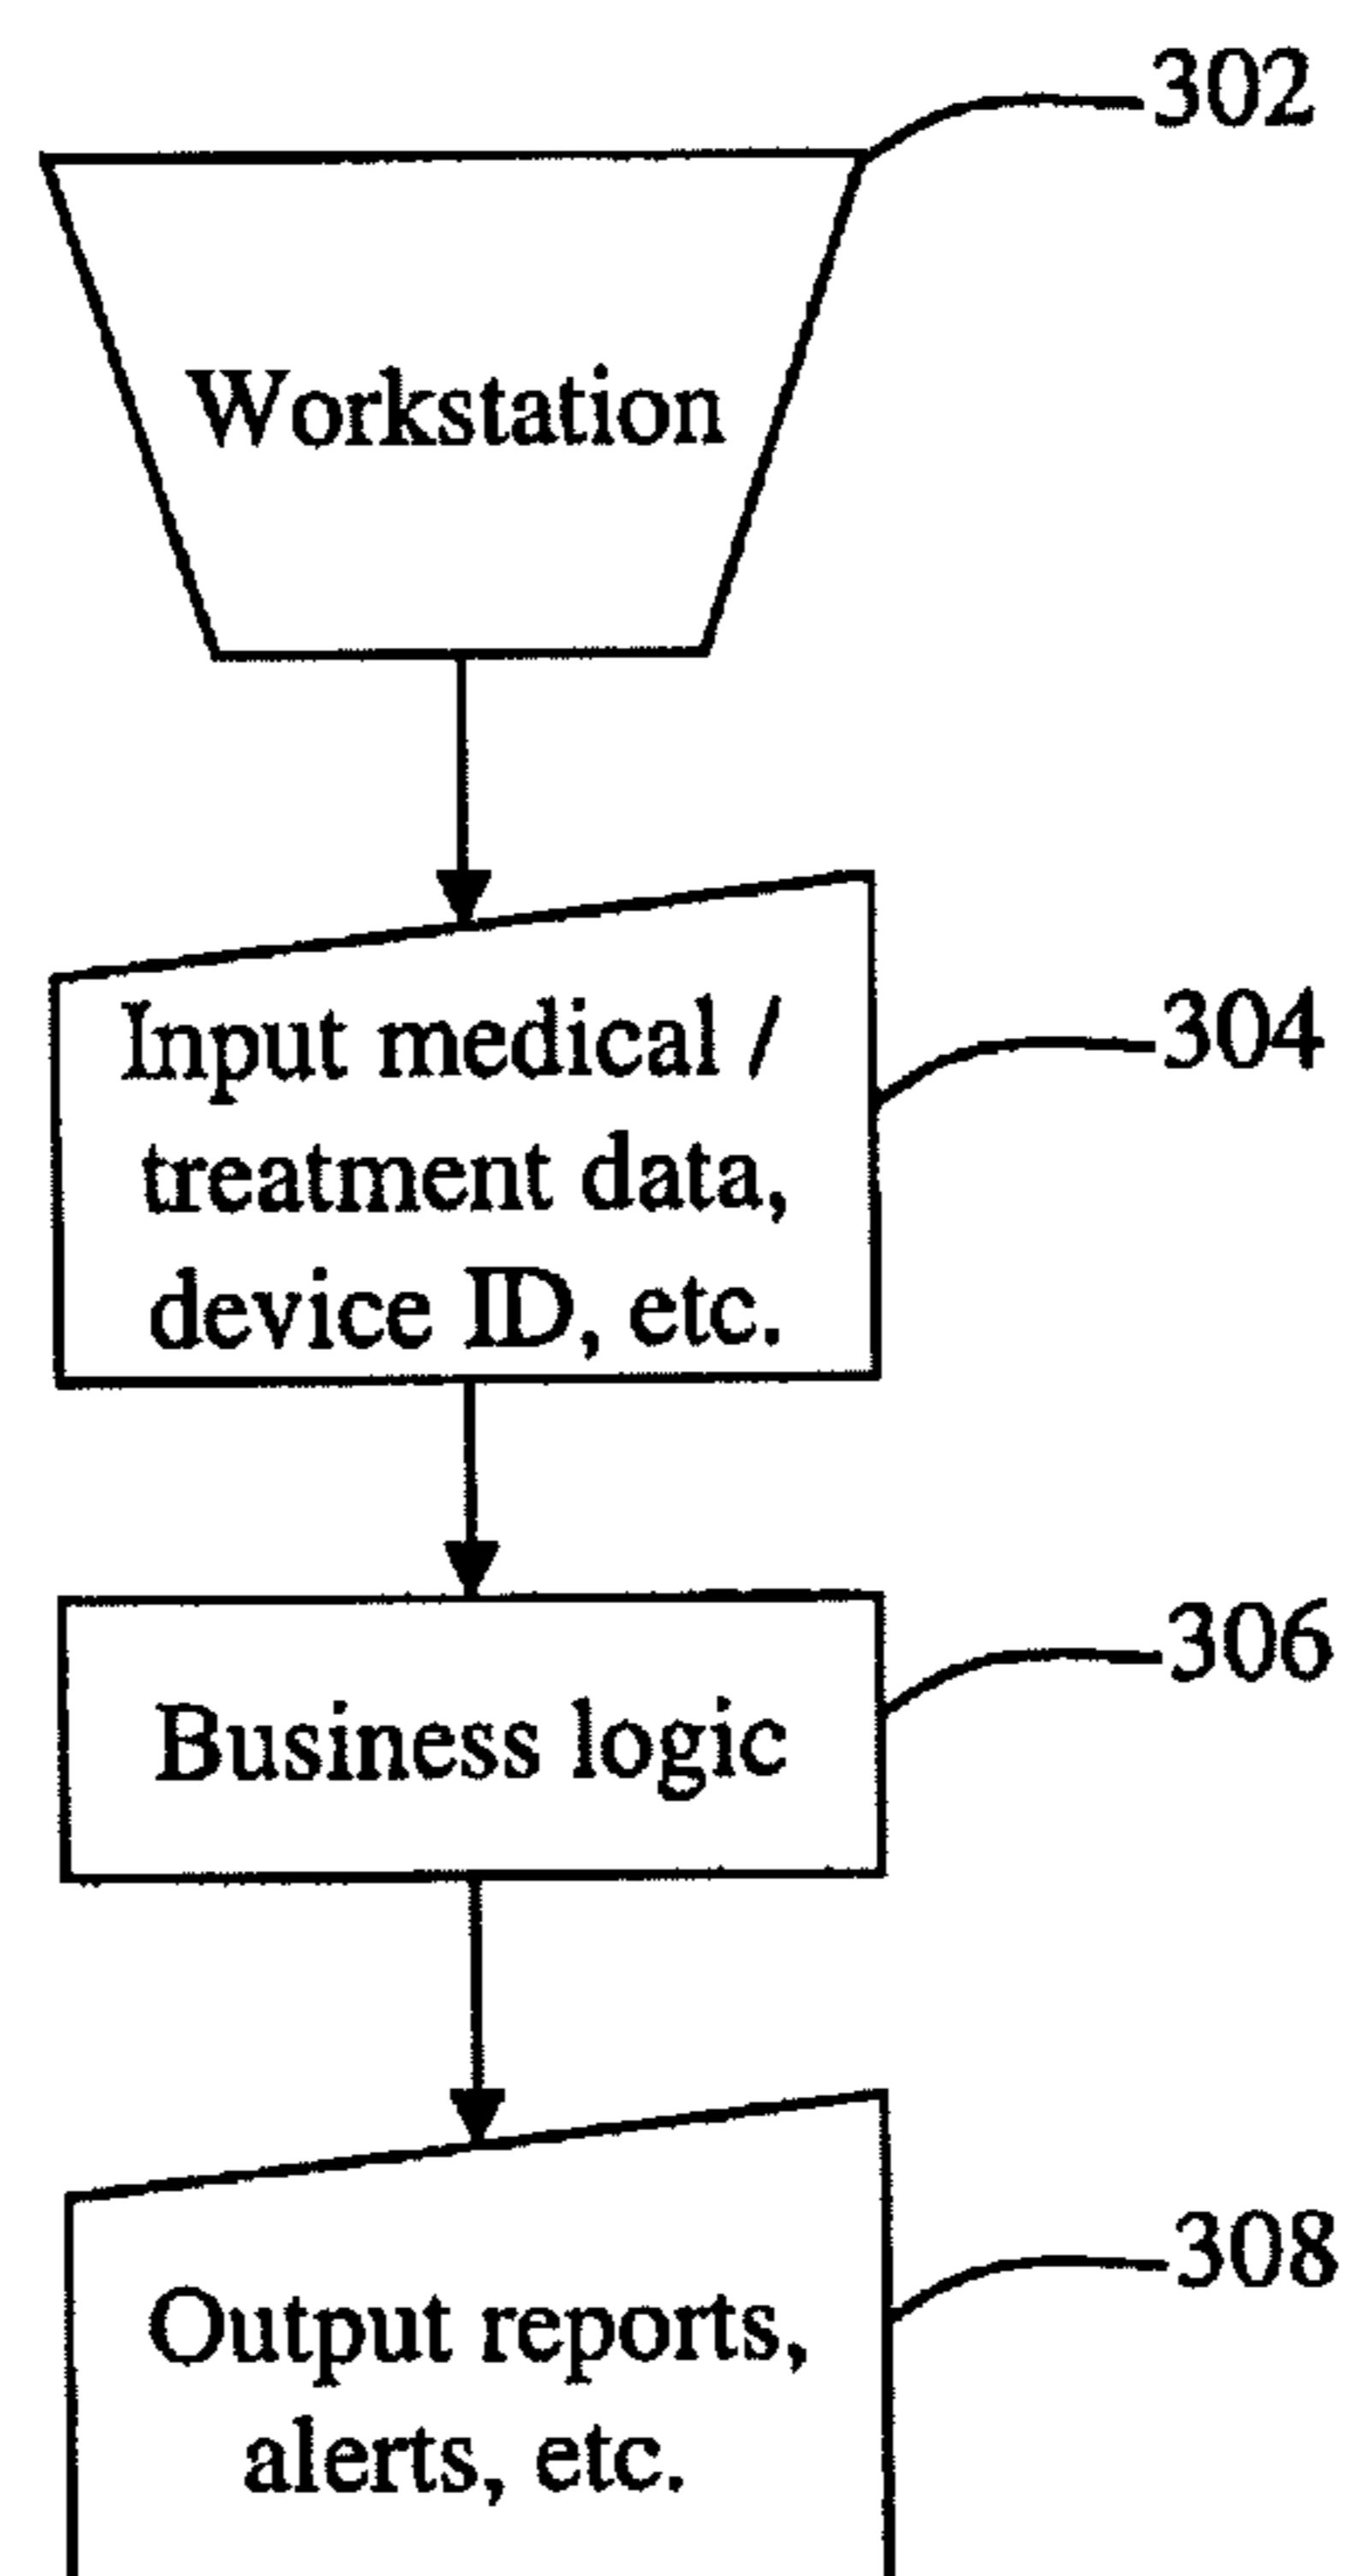 302
Workstation
304
Input medical /
treatment data,
device ID, etc.
306
Business logic
308
Output reports,
alerts, etc.